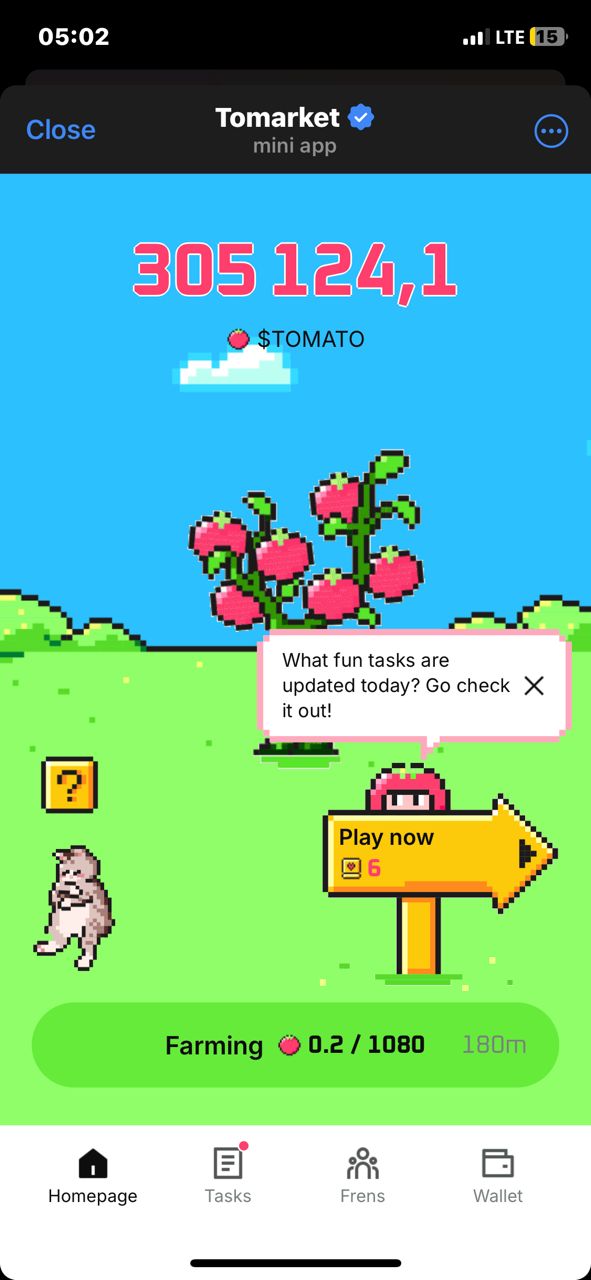 05:02
LTE 15
Close
Tomarket
mini app
305 124,1
$TOMATO
What fun tasks are
updated today? Go check
it out!
?
Play now
6
Farming 0.2 / 1080 180m
Homepage Tasks Frens Wallet